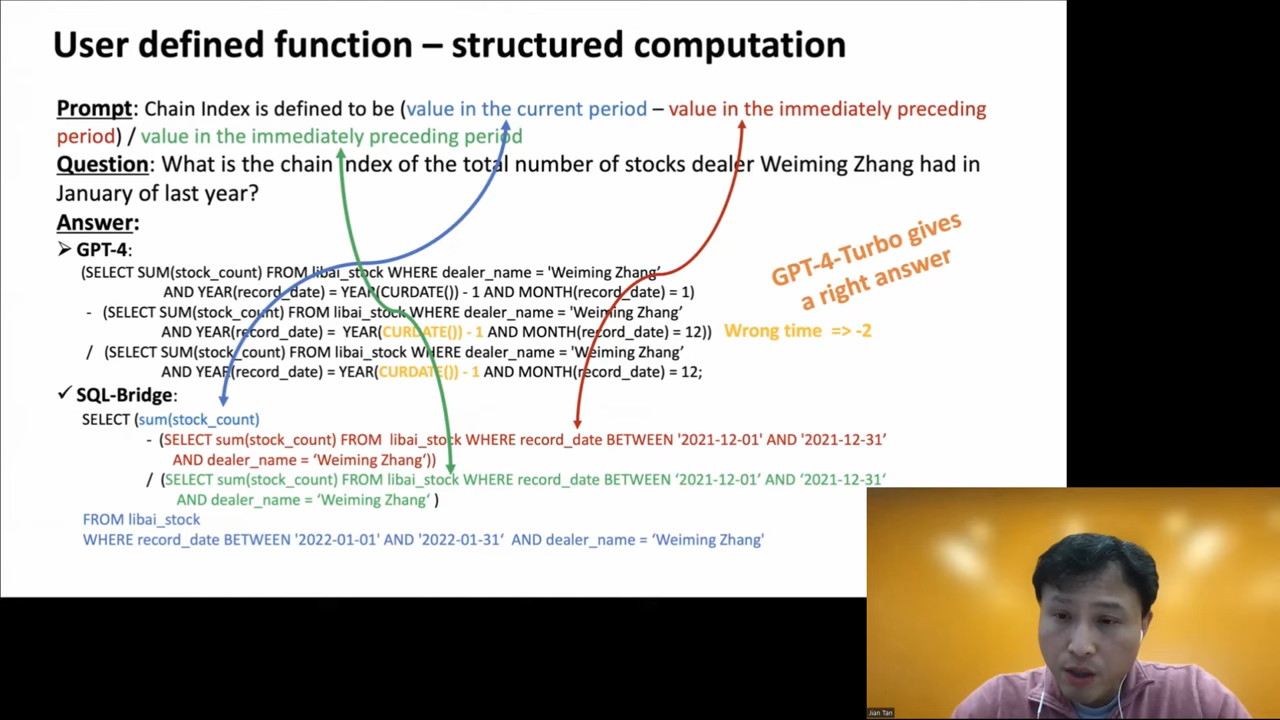 User defined function – structured computation
Prompt: Chain Index is defined to be (value in the current period – value in the immediately preceding
period) / value in the immediately preceding period
Question: What is the chain index of the total number of stocks dealer Weiming Zhang had in
January of last year?
Answer:
➢ GPT-4:
(SELECT SUM(stock_count) FROM libai_stock WHERE dealer_name = 'Weiming Zhang’
AND YEAR(record_date) = YEAR(CURDATE()) - 1 AND MONTH(record_date) = 1)
- (SELECT SUM(stock_count) FROM libai_stock WHERE dealer_name = 'Weiming Zhang’
AND YEAR(record_date) = YEAR(CURDATE()) - 1 AND MONTH(record_date) = 12)) Wrong time => -2
/ (SELECT SUM(stock_count) FROM libai_stock WHERE dealer_name = 'Weiming Zhang’
AND YEAR(record_date) = YEAR(CURDATE()) - 1 AND MONTH(record_date) = 12;
GPT-4-Turbo gives
a right answer
✓ SQL-Bridge:
SELECT (sum(stock_count)
- (SELECT sum(stock_count) FROM libai_stock WHERE record_date BETWEEN '2021-12-01' AND '2021-12-31’
AND dealer_name = ‘Weiming Zhang‘))
/ (SELECT sum(stock_count) FROM libai_stock WHERE record_date BETWEEN ‘2021-12-01’ AND ‘2021-12-31‘
AND dealer_name = ‘Weiming Zhang‘ )
FROM libai_stock
WHERE record_date BETWEEN '2022-01-01' AND '2022-01-31‘ AND dealer_name = ‘Weiming Zhang'
Jian Tan